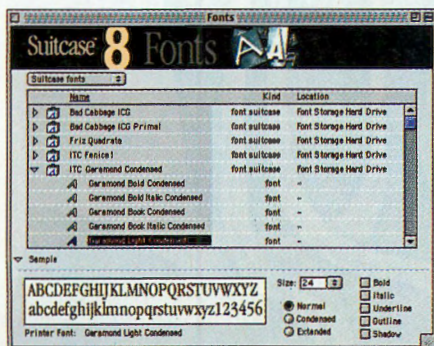 Fonts
Suitcase 8 Fonts AA
Suitcase fonts
Name Kind Location
Bad Cabbage ICG font suitcase Font Storage Hard Drive
Bad Cabbage ICG Primal font suitcase Font Storage Hard Drive
Friz Quadrata font suitcase Font Storage Hard Drive
ITC Fenice1 font suitcase Font Storage Hard Drive
ITC Garamond Condensed font suitcase Font Storage Hard Drive
Garamond Bold Condensed font -
Garamond Bold Italic Condensed font -
Garamond Book Condensed font -
Garamond Book Italic Condensed font -
Garamond Light Condensed font -
Sample
ABCDEFGHIJKLMNOPQRSTUVWXYZ
abcdefghijklmnopqrstuvwxyz123456
Printer Font: Garamond Light Condensed
Size: 24
Normal
Condensed
Extended
Bold
Italic
Underline
Outline
Shadow